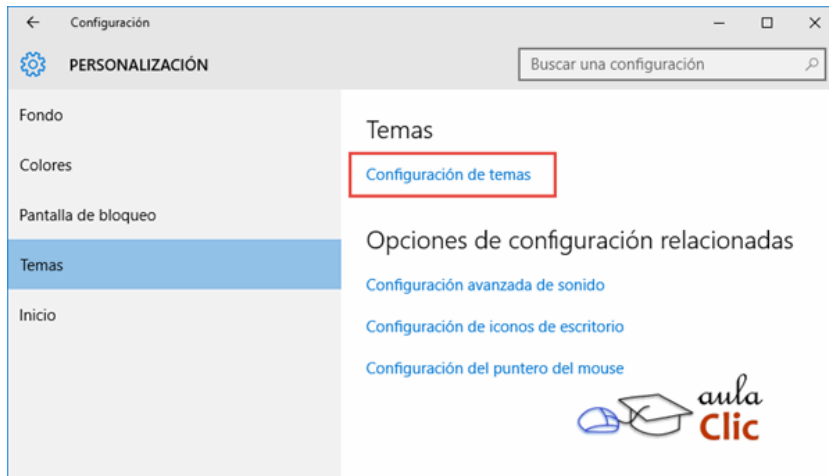 Configuración
PERSONALIZACIÓN
Buscar una configuración
Fondo
Colores
Pantalla de bloqueo
Temas
Inicio
Temas
Configuración de temas
Opciones de configuración relacionadas
Configuración avanzada de sonido
Configuración de iconos de escritorio
Configuración del puntero del mouse
aula
Clic